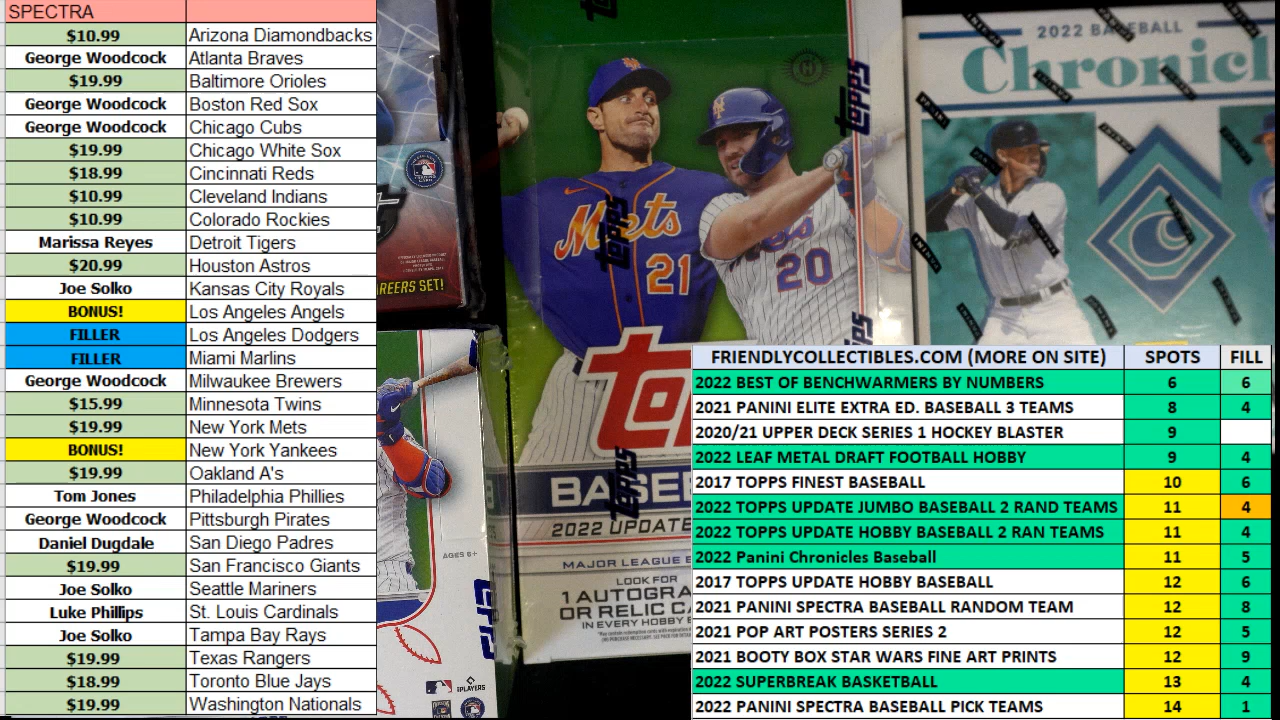 SPECTRA
$10.99 Arizona Diamondbacks
George Woodcock Atlanta Braves
$19.99 Baltimore Orioles
George Woodcock Boston Red Sox
George Woodcock Chicago Cubs
$19.99 Chicago White Sox
$18.99 Cincinnati Reds
$10.99 Cleveland Indians
$10.99 Colorado Rockies
Marissa Reyes Detroit Tigers
$20.99 Houston Astros
Joe Solko Kansas City Royals
BONUS! Los Angeles Angels
FILLER Los Angeles Dodgers
FILLER Miami Marlins
George Woodcock Milwaukee Brewers
$15.99 Minnesota Twins
$19.99 New York Mets
BONUS! New York Yankees
$19.99 Oakland A's
Tom Jones Philadelphia Phillies
George Woodcock Pittsburgh Pirates
Daniel Dugdale San Diego Padres
$19.99 San Francisco Giants
Joe Solko Seattle Mariners
Luke Phillips St. Louis Cardinals
Joe Solko Tampa Bay Rays
$19.99 Texas Rangers
$18.99 Toronto Blue Jays
$19.99 Washington Nationals
REERS SET!
AGES 6+
PLAYERS
topps
topps
topps
topps
topps
Mets
21
20
BASE
2022 UPDATE
MAJOR LEAGUE B
LOOK FOR
1 AUTOGRA
OR RELIC CA
IN EVERY HOBBY B
2022 BASEBALL
Chronicl
PANINI
FRIENDLYCOLLECTIBLES.COM (MORE ON SITE) SPOTS FILL
2022 BEST OF BENCHWARMERS BY NUMBERS 6 6
2021 PANINI ELITE EXTRA ED. BASEBALL 3 TEAMS 8 4
2020/21 UPPER DECK SERIES 1 HOCKEY BLASTER 9
2022 LEAF METAL DRAFT FOOTBALL HOBBY 9 4
2017 TOPPS FINEST BASEBALL 10 6
2022 TOPPS UPDATE JUMBO BASEBALL 2 RAND TEAMS 11 4
2022 TOPPS UPDATE HOBBY BASEBALL 2 RAN TEAMS 11 4
2022 Panini Chronicles Baseball 11 5
2017 TOPPS UPDATE HOBBY BASEBALL 12 6
2021 PANINI SPECTRA BASEBALL RANDOM TEAM 12 8
2021 POP ART POSTERS SERIES 2 12 5
2021 BOOTY BOX STAR WARS FINE ART PRINTS 12 9
2022 SUPERBREAK BASKETBALL 13 4
2022 PANINI SPECTRA BASEBALL PICK TEAMS 14 1